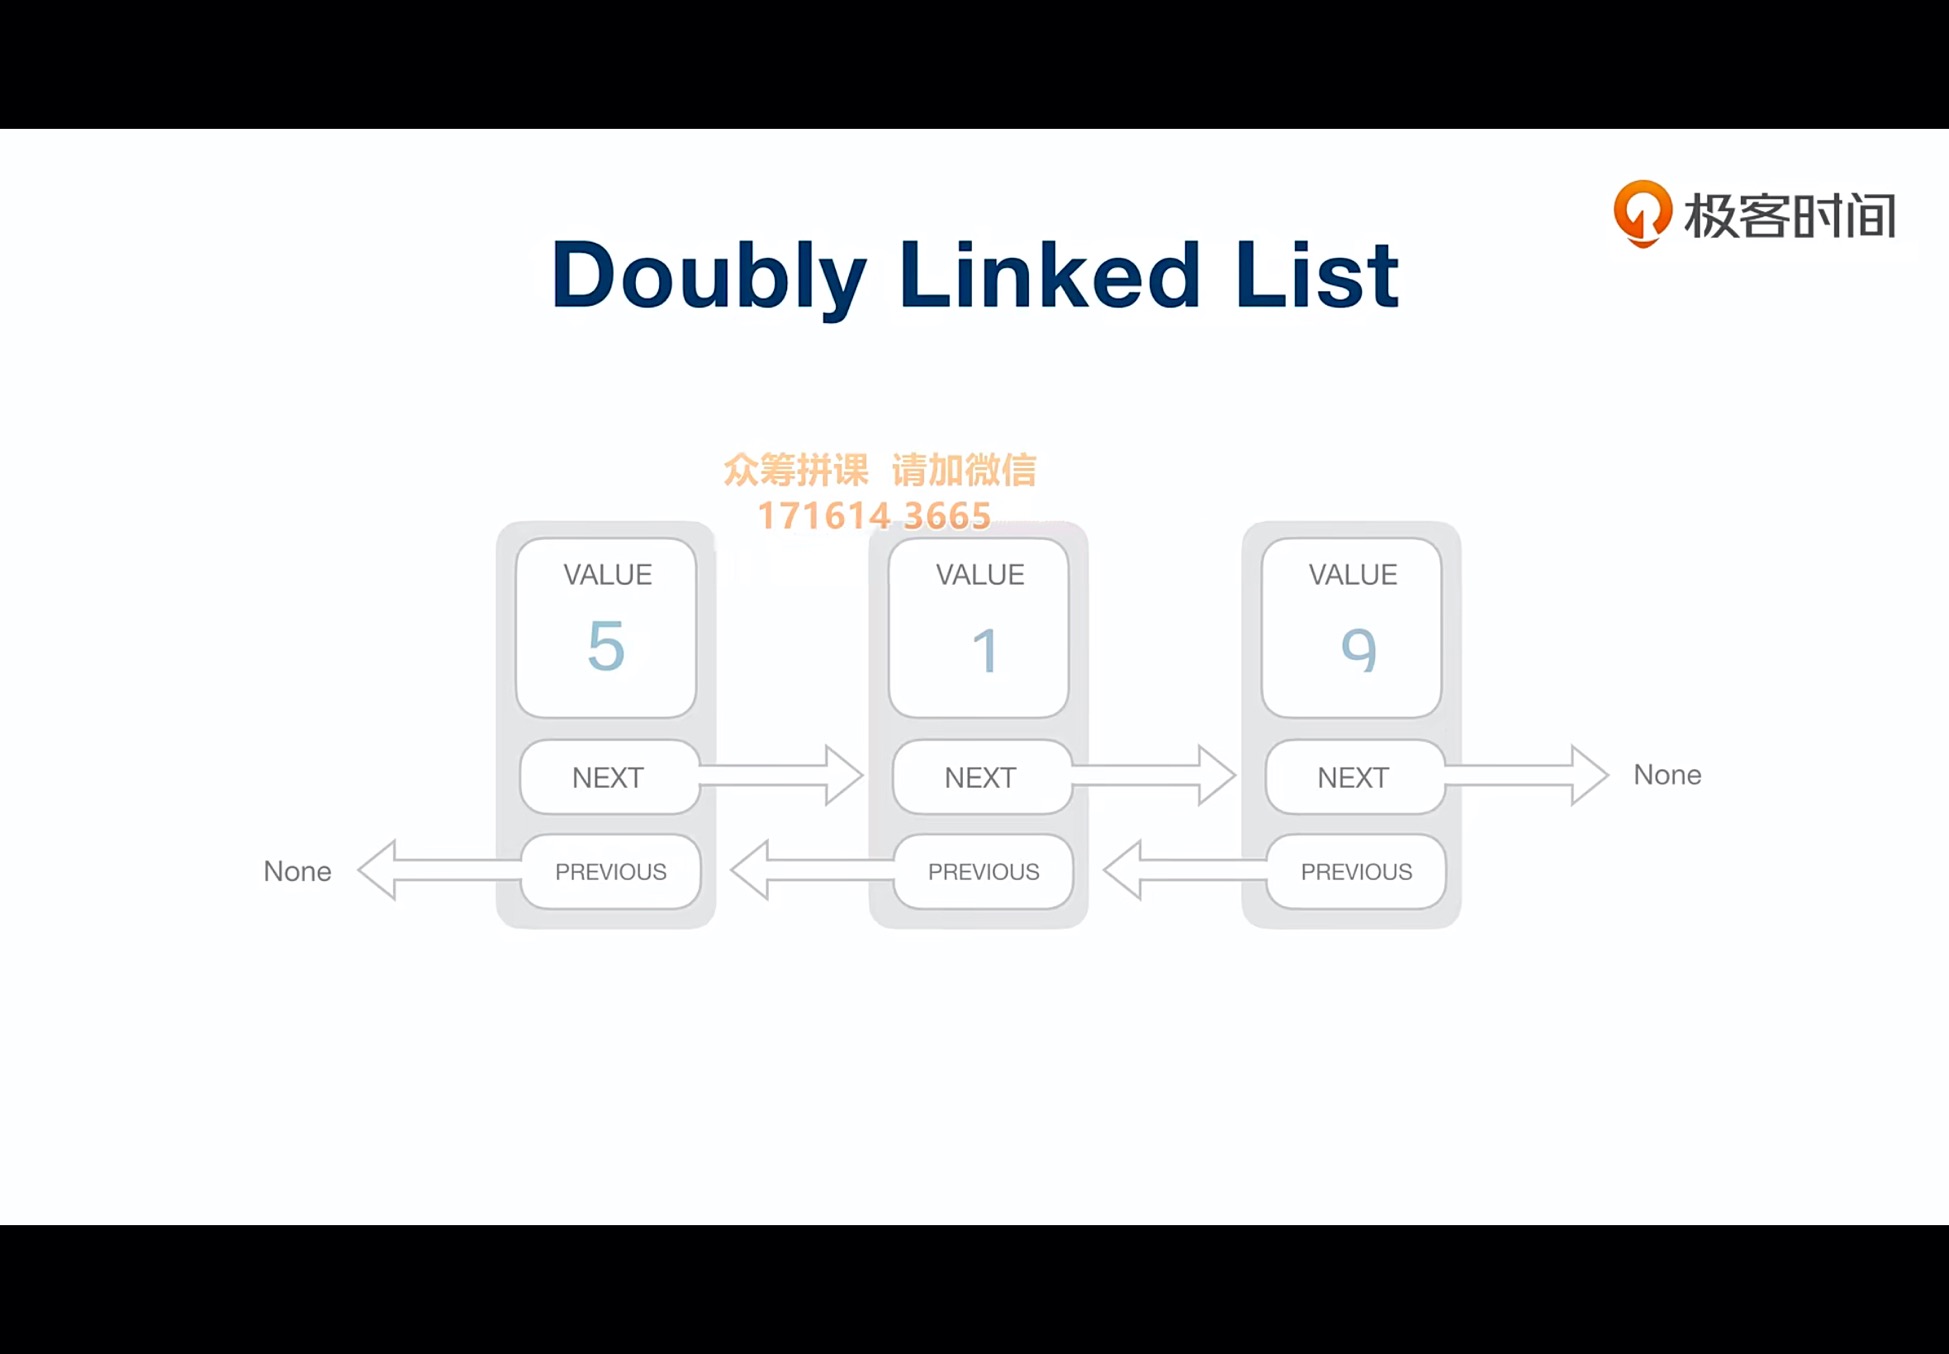 极客时间
Doubly Linked List
众筹拼课 请加微信
171614 3665
VALUE VALUE VALUE
5 1 9
NEXT NEXT NEXT None
None PREVIOUS PREVIOUS PREVIOUS